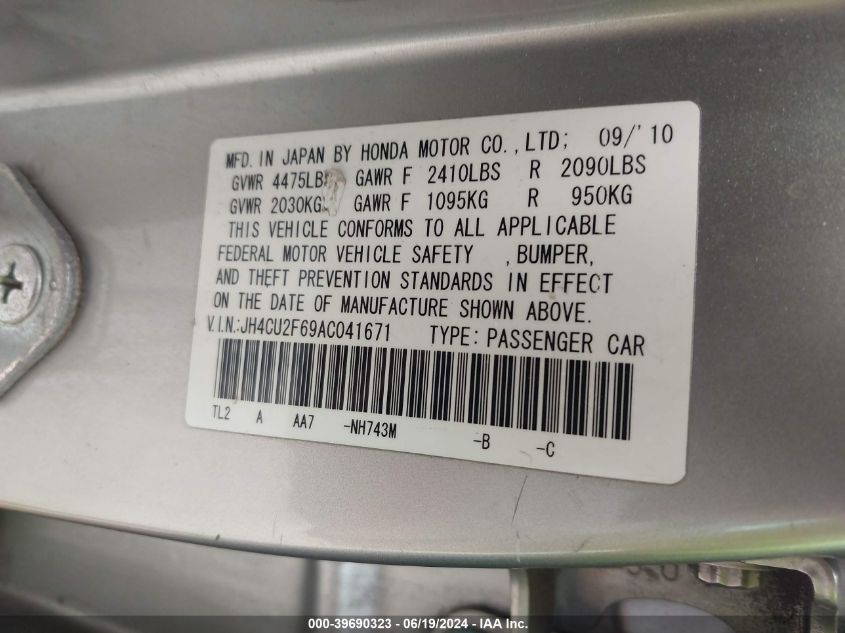 MFD. IN JAPAN BY HONDA MOTOR CO.,LTD; 09/'10
GVWR 4475LBS GAWR F 2410LBS R 2090LBS
GVWR 2030KG GAWR F 1095KG R 950KG
THIS VEHICLE CONFORMS TO ALL APPLICABLE
FEDERAL MOTOR VEHICLE SAFETY , BUMPER,
AND THEFT PREVENTION STANDARDS IN EFFECT
ON THE DATE OF MANUFACTURE SHOWN ABOVE.
V.I.N.:JH4CU2F69AC041671 TYPE: PASSENGER CAR
TL2 A AA7 -NH743M -B -C
000-39690323 - 06/19/2024 - IAA Inc.